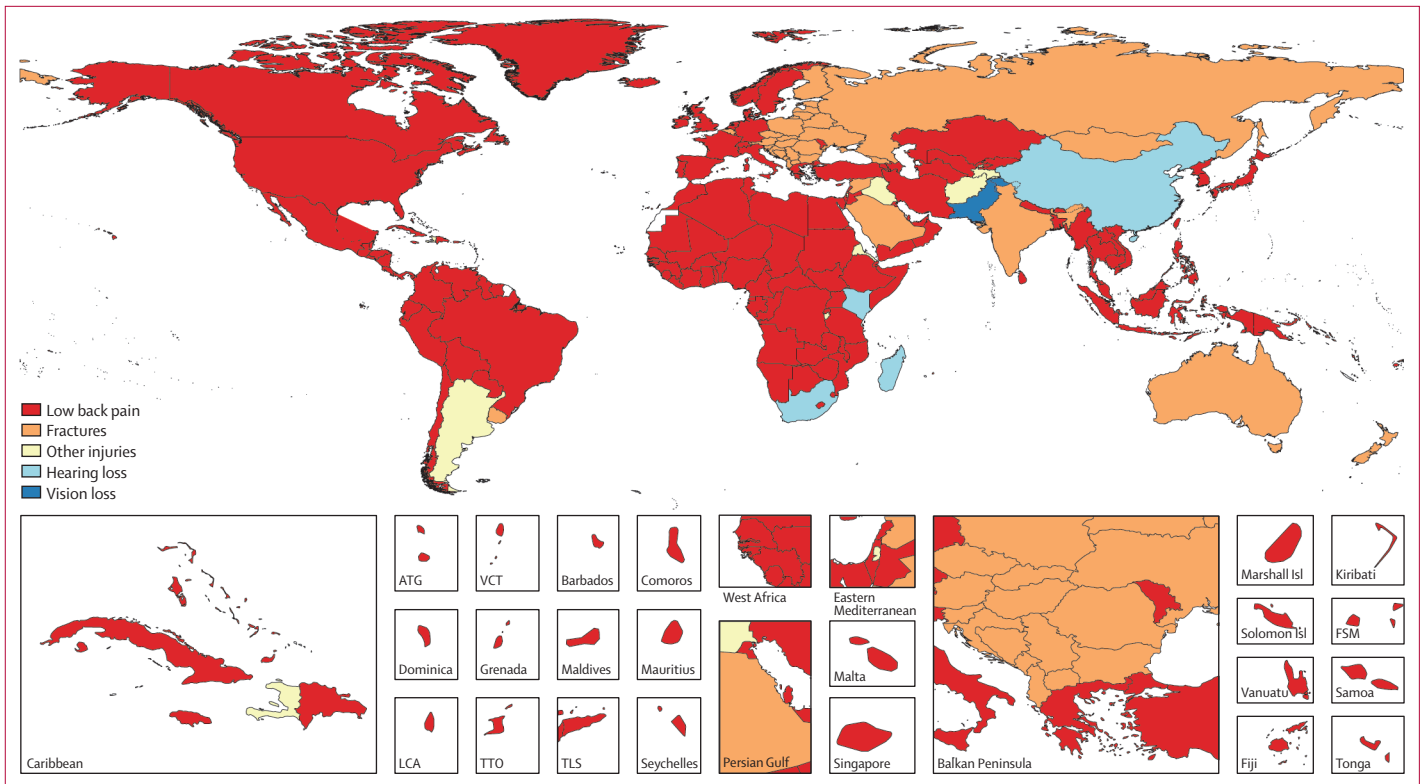 Low back pain
Fractures
Other injuries
Hearing loss
Vision loss
Caribbean
ATG
VCT
Barbados
Comoros
Dominica
Grenada
Maldives
Mauritius
LCA
TTO
TLS
Seychelles
West Africa
Eastern
Mediterranean
Persian Gulf
Malta
Singapore
Balkan Peninsula
Marshall Isl
Kiribati
Solomon Isl
FSM
Vanuatu
Samoa
Fiji
Tonga